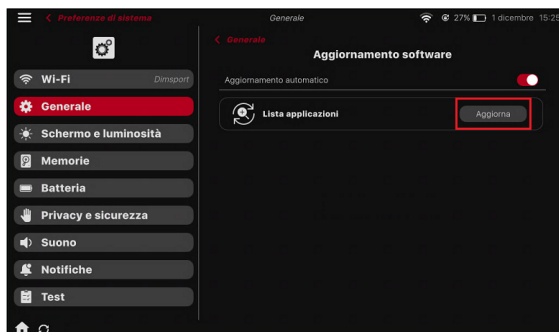 Preferenze di sistema
Generale
27%
1 dicembre 15:25
Generale
Aggiornamento software
Wi-Fi
Dimsport
Aggiornamento automatico
Generale
Lista applicazioni
Aggiorna
Schermo e luminosità
Memorie
Batteria
Privacy e sicurezza
Suono
Notifiche
Test